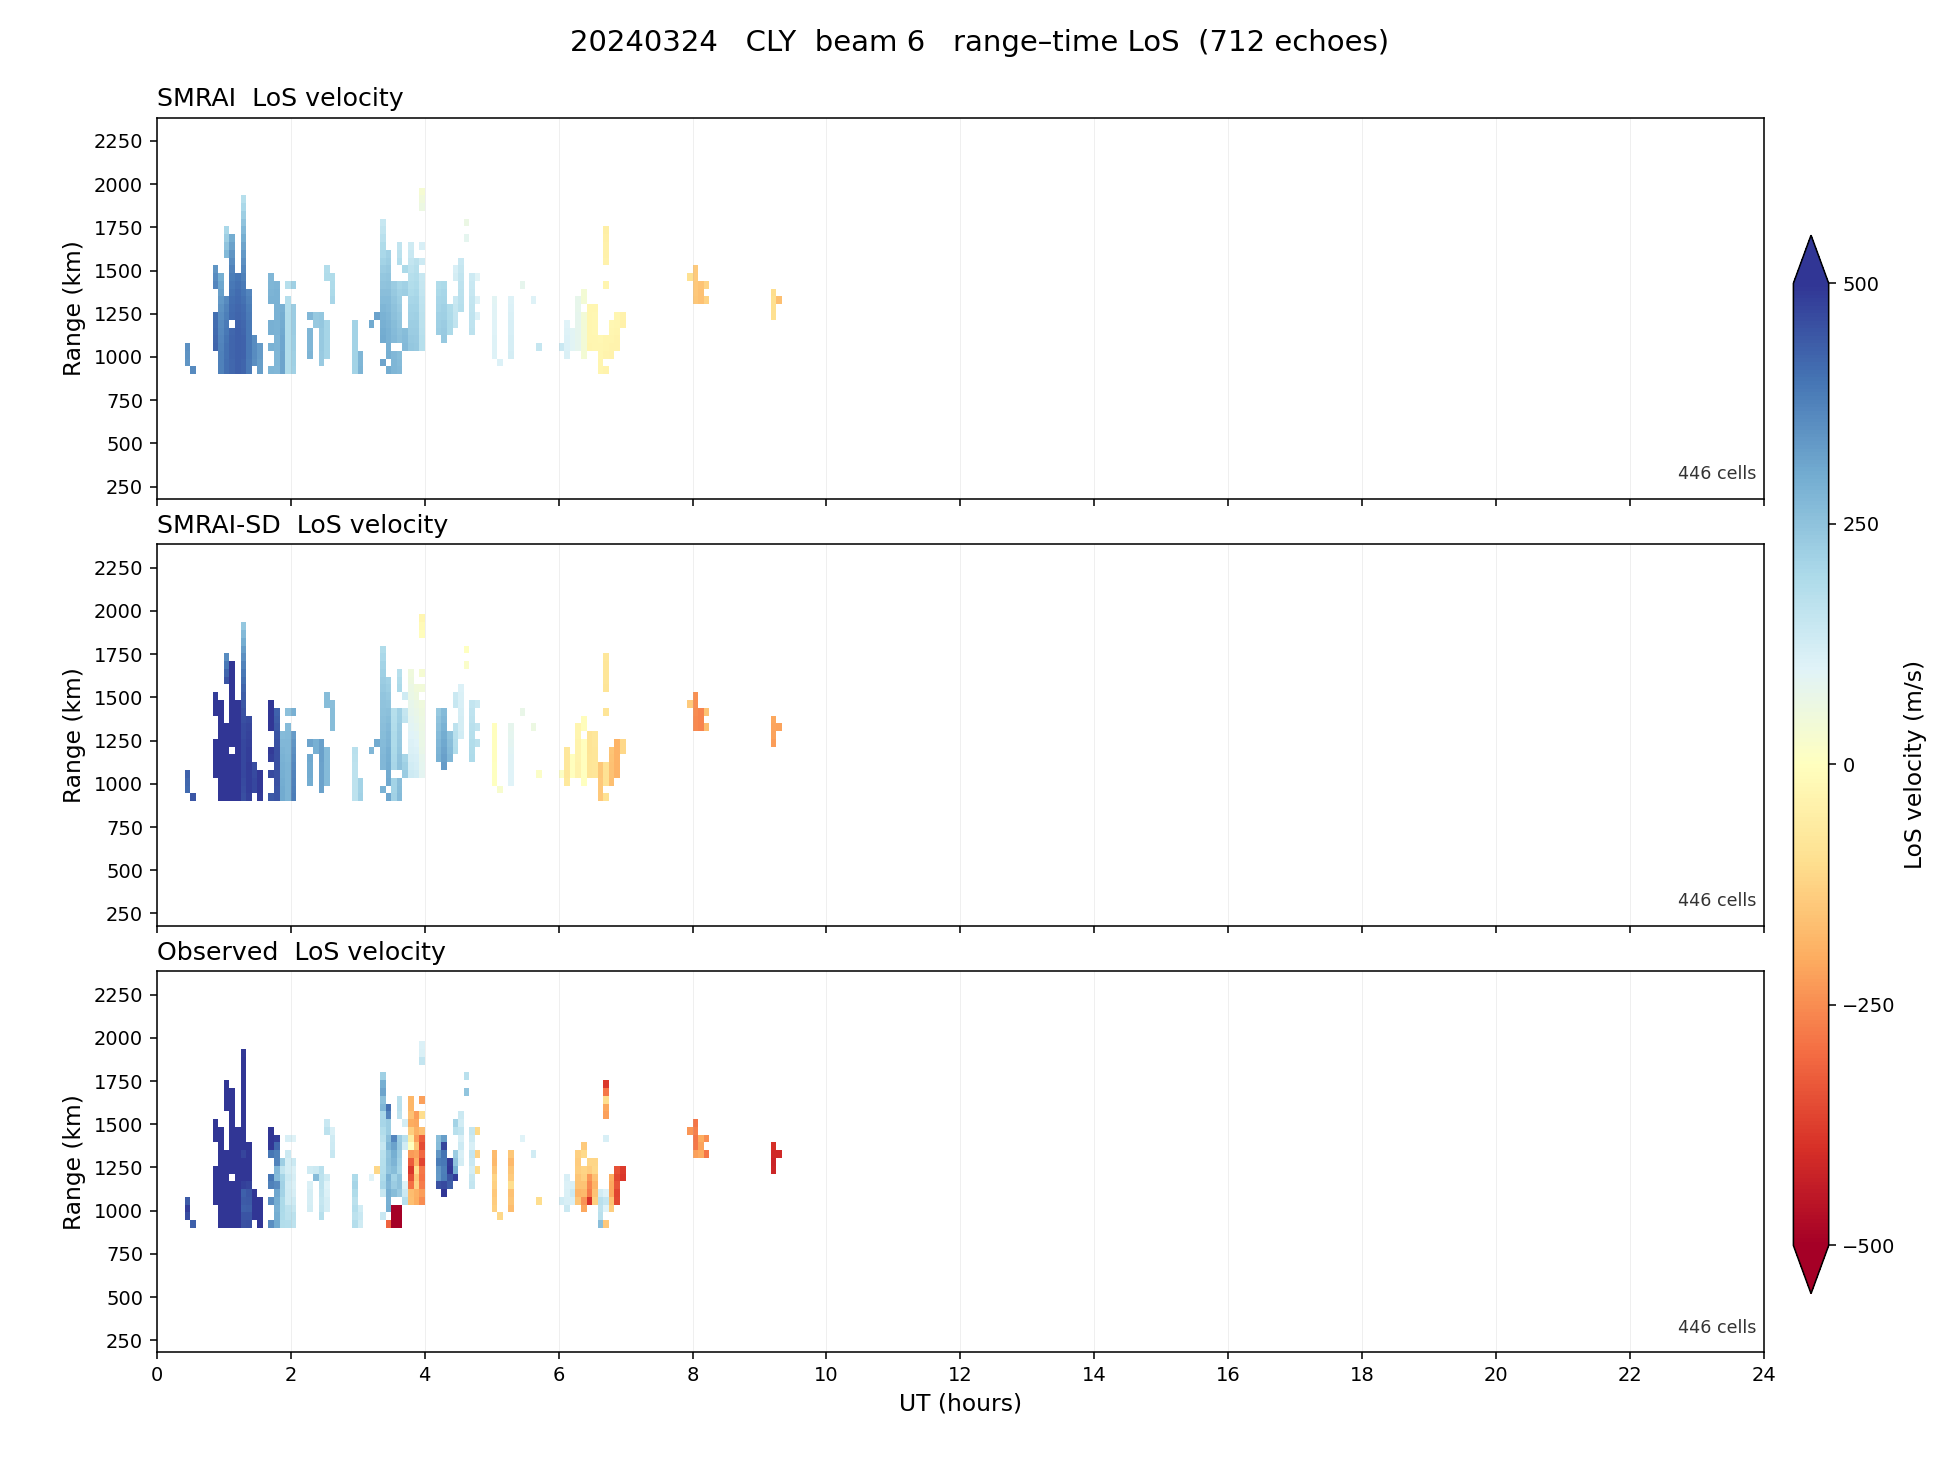 20240324   CLY  beam 6   range–time LoS  (712 echoes)
SMRAI  LoS velocity
2250
2000
1750
1500
1250
1000
750
500
250
Range (km)
446 cells
SMRAI-SD  LoS velocity
2250
2000
1750
1500
1250
1000
750
500
250
Range (km)
446 cells
Observed  LoS velocity
2250
2000
1750
1500
1250
1000
750
500
250
Range (km)
446 cells
0 2 4 6 8 10 12 14 16 18 20 22 24
UT (hours)
500
250
0
−250
−500
LoS velocity (m/s)